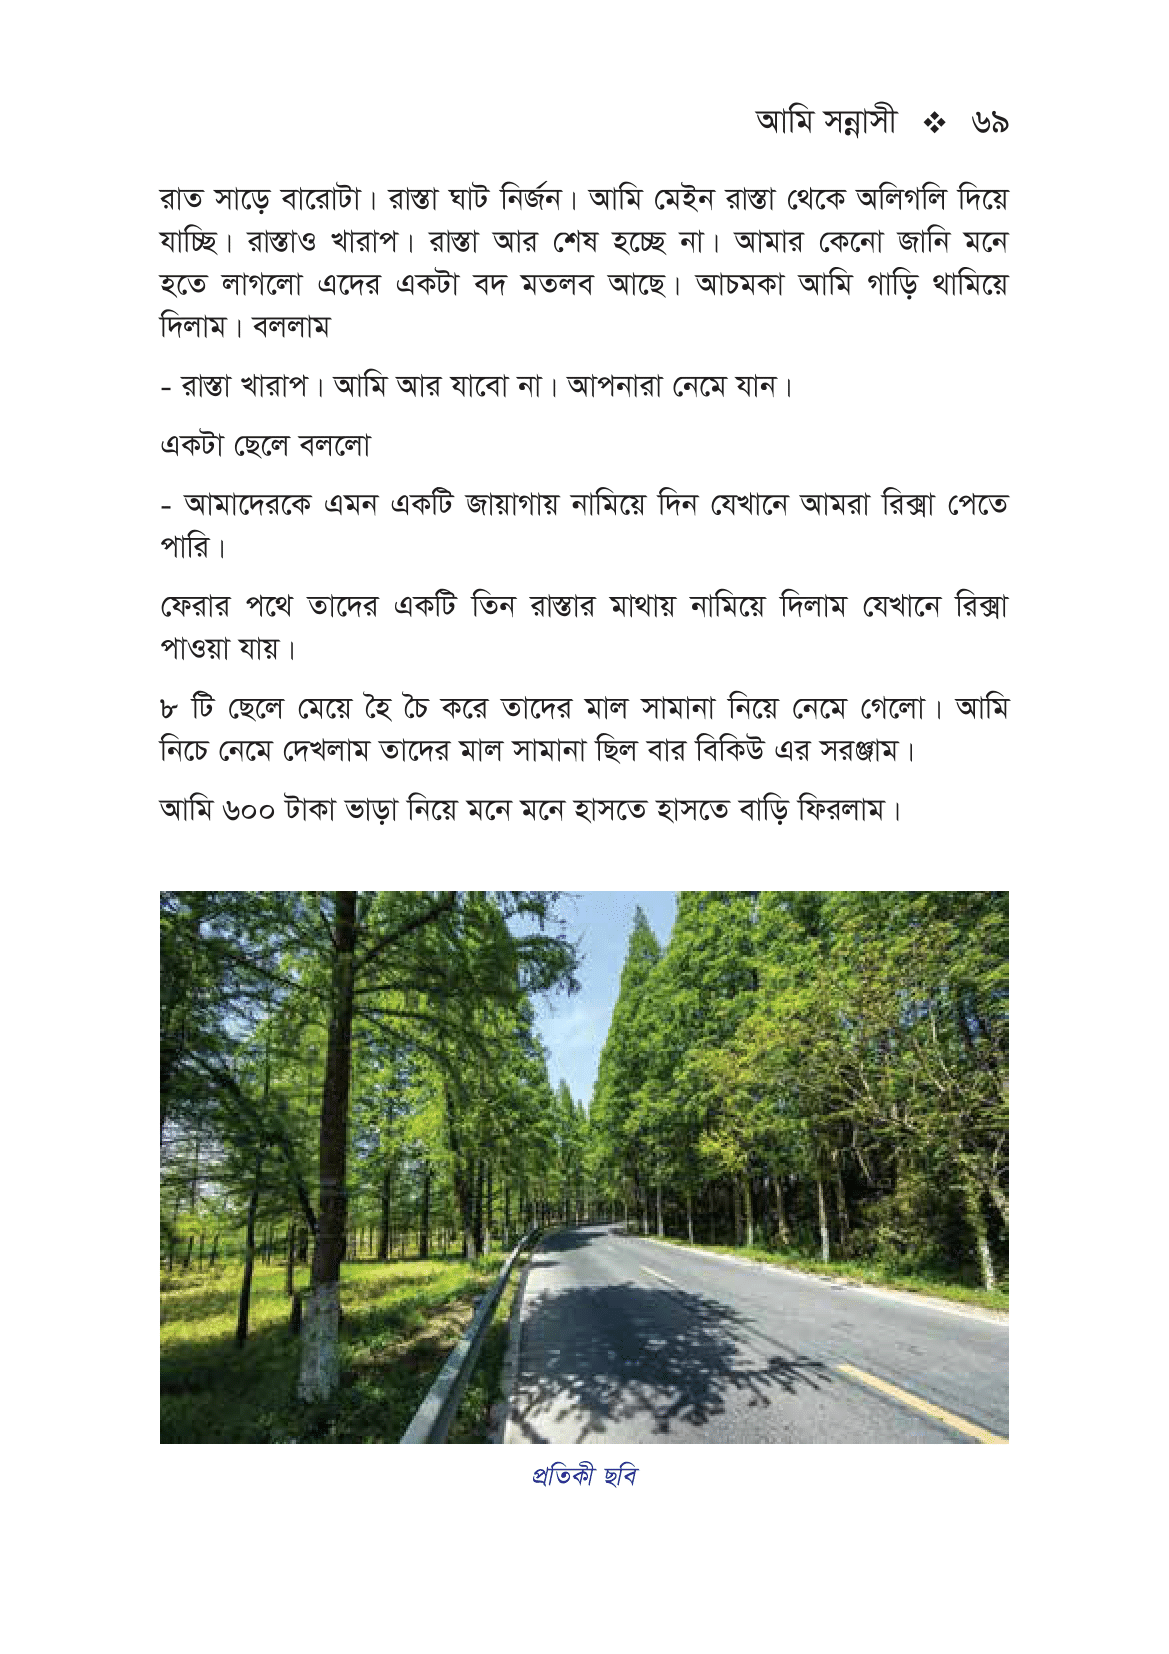 আমি সন্নাসী ❖ ৬৯
রাত সাড়ে বারোটা। রাস্তা ঘাট নির্জন। আমি মেইন রাস্তা থেকে অলিগলি দিয়ে
যাচ্ছি। রাস্তাও খারাপ। রাস্তা আর শেষ হচ্ছে না। আমার কেনো জানি মনে
হতে লাগলো এদের একটা বদ মতলব আছে। আচমকা আমি গাড়ি থামিয়ে
দিলাম। বললাম
- রাস্তা খারাপ। আমি আর যাবো না। আপনারা নেমে যান।
একটা ছেলে বললো
- আমাদেরকে এমন একটি জায়াগায় নামিয়ে দিন যেখানে আমরা রিক্সা পেতে
পারি।
ফেরার পথে তাদের একটি তিন রাস্তার মাথায় নামিয়ে দিলাম যেখানে রিক্সা
পাওয়া যায়।
৮ টি ছেলে মেয়ে হৈ চৈ করে তাদের মাল সামানা নিয়ে নেমে গেলো। আমি
নিচে নেমে দেখলাম তাদের মাল সামানা ছিল বার বিকিউ এর সরঞ্জাম।
আমি ৬০০ টাকা ভাড়া নিয়ে মনে মনে হাসতে হাসতে বাড়ি ফিরলাম।
প্রতিকী ছবি